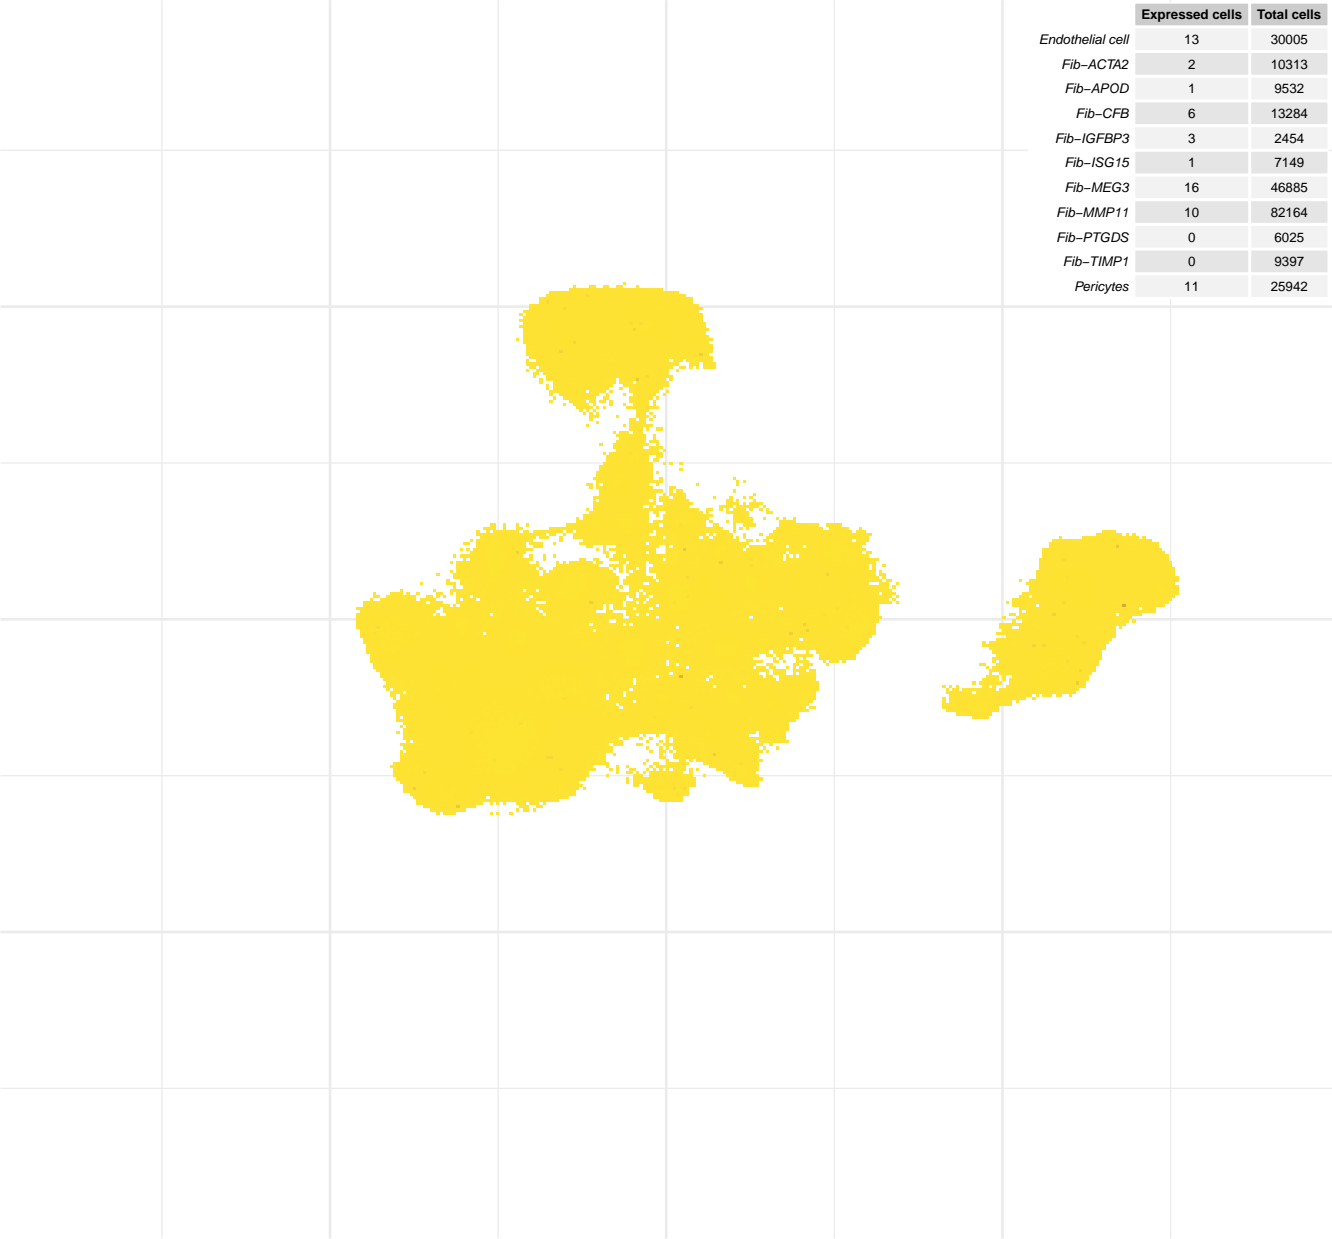 Expressed cells Total cells
Endothelial cell 13 30005
Fib−ACTA2 2 10313
Fib−APOD 1 9532
Fib−CFB 6 13284
Fib−IGFBP3 3 2454
Fib−ISG15 1 7149
Fib−MEG3 16 46885
Fib−MMP11 10 82164
Fib−PTGDS 0 6025
Fib−TIMP1 0 9397
Pericytes 11 25942